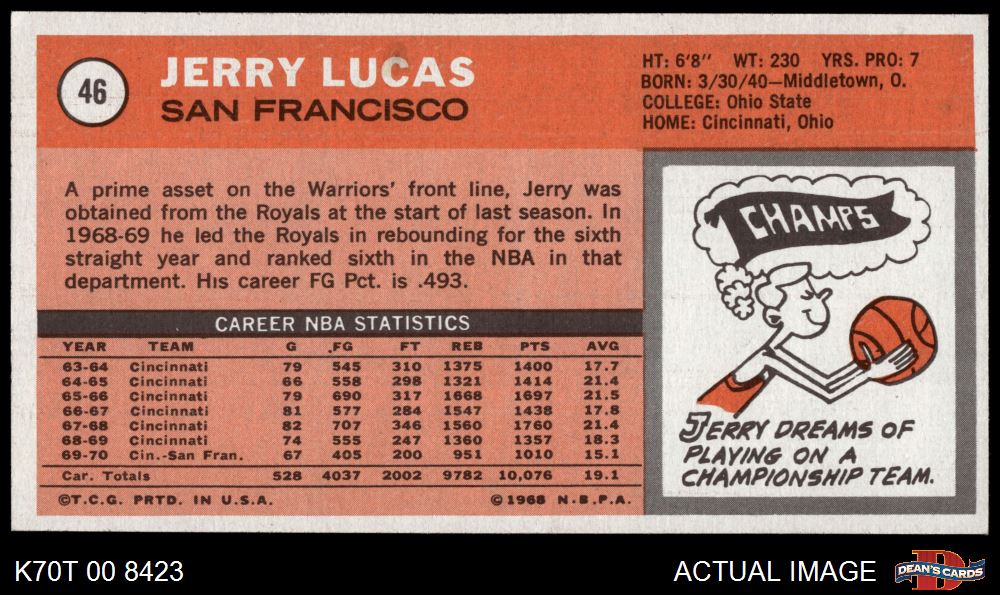 46
JERRY LUCAS
SAN FRANCISCO
HT: 6'8" WT: 230 YRS. PRO: 7
BORN: 3/30/40—Middletown, O.
COLLEGE: Ohio State
HOME: Cincinnati, Ohio
A prime asset on the Warriors' front line, Jerry was
obtained from the Royals at the start of last season. In
1968-69 he led the Royals in rebounding for the sixth
straight year and ranked sixth in the NBA in that
department. His career FG Pct. is .493.
CAREER NBA STATISTICS
YEAR TEAM G FG FT REB PTS AVG
63-64 Cincinnati 79 545 310 1375 1400 17.7
64-65 Cincinnati 66 558 298 1321 1414 21.4
65-66 Cincinnati 79 690 317 1668 1697 21.5
66-67 Cincinnati 81 577 284 1547 1438 17.8
67-68 Cincinnati 82 707 346 1560 1760 21.4
68-69 Cincinnati 74 555 247 1360 1357 18.3
69-70 Cin.-San Fran. 67 405 200 951 1010 15.1
Car. Totals 528 4037 2002 9782 10,076 19.1
©T.C.G. PRTD. IN U.S.A. ©1968 N.B.P.A.
CHAMPS
JERRY DREAMS OF
PLAYING ON A
CHAMPIONSHIP TEAM.
K70T 00 8423
ACTUAL IMAGE
D
DEAN'S CARDS